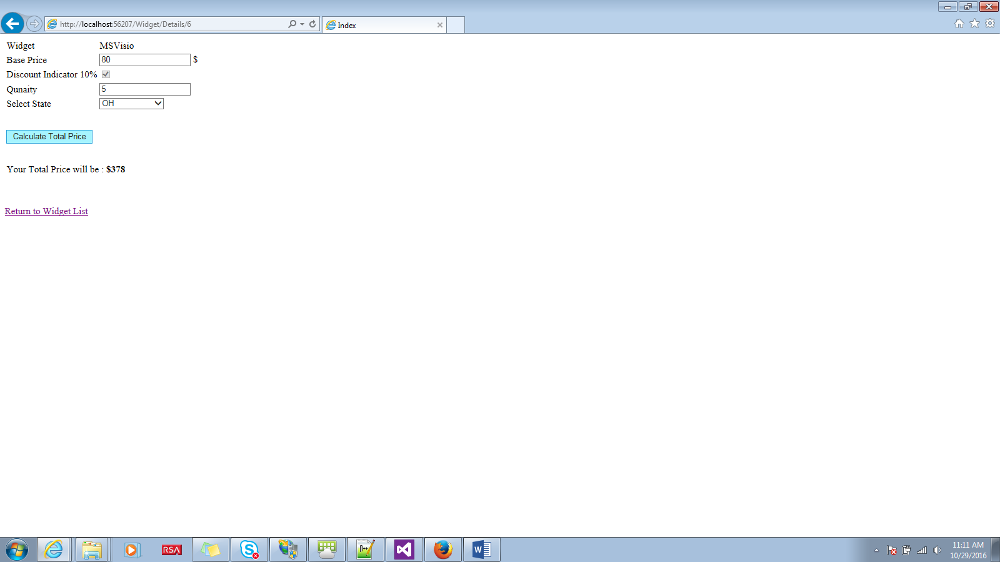 http://localhost:56207/Widget/Details/6
Index
Widget MSVisio
Base Price 80 $
Discount Indicator 10%
Qunaity 5
Select State OH
Calculate Total Price
Your Total Price will be : $378
Return to Widget List
RSA
11:11 AM
10/29/2016